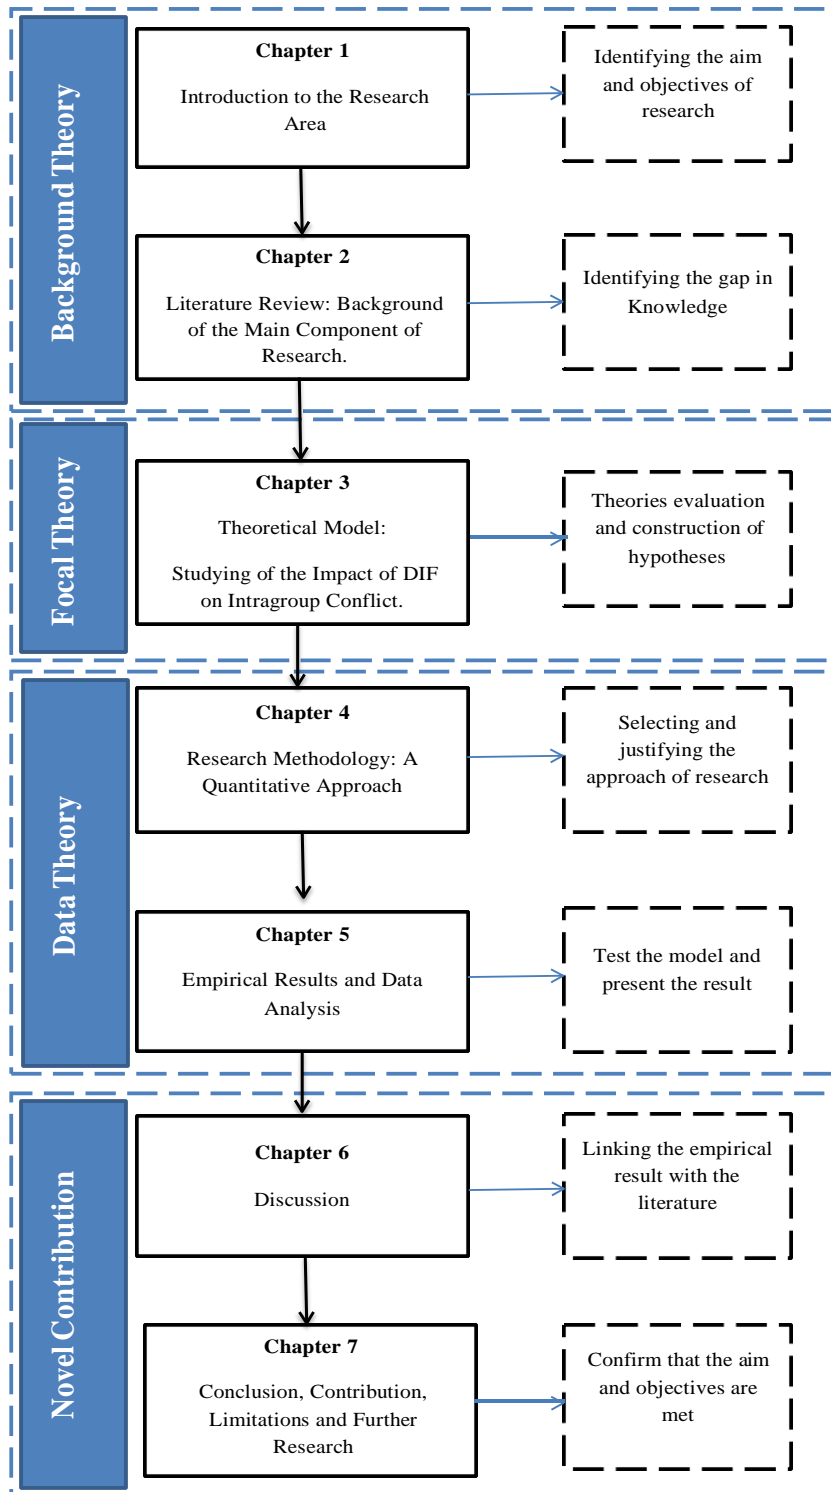 Background Theory
Chapter 1
Introduction to the Research
Area
Identifying the aim
and objectives of
research
Chapter 2
Literature Review: Background
of the Main Component of
Research.
Identifying the gap in
Knowledge
Focal Theory
Chapter 3
Theoretical Model:
Studying of the Impact of DIF
on Intragroup Conflict.
Theories evaluation
and construction of
hypotheses
Data Theory
Chapter 4
Research Methodology: A
Quantitative Approach
Selecting and
justifying the
approach of research
Chapter 5
Empirical Results and Data
Analysis
Test the model and
present the result
Novel Contribution
Chapter 6
Discussion
Linking the empirical
result with the
literature
Chapter 7
Conclusion, Contribution,
Limitations and Further
Research
Confirm that the aim
and objectives are
met